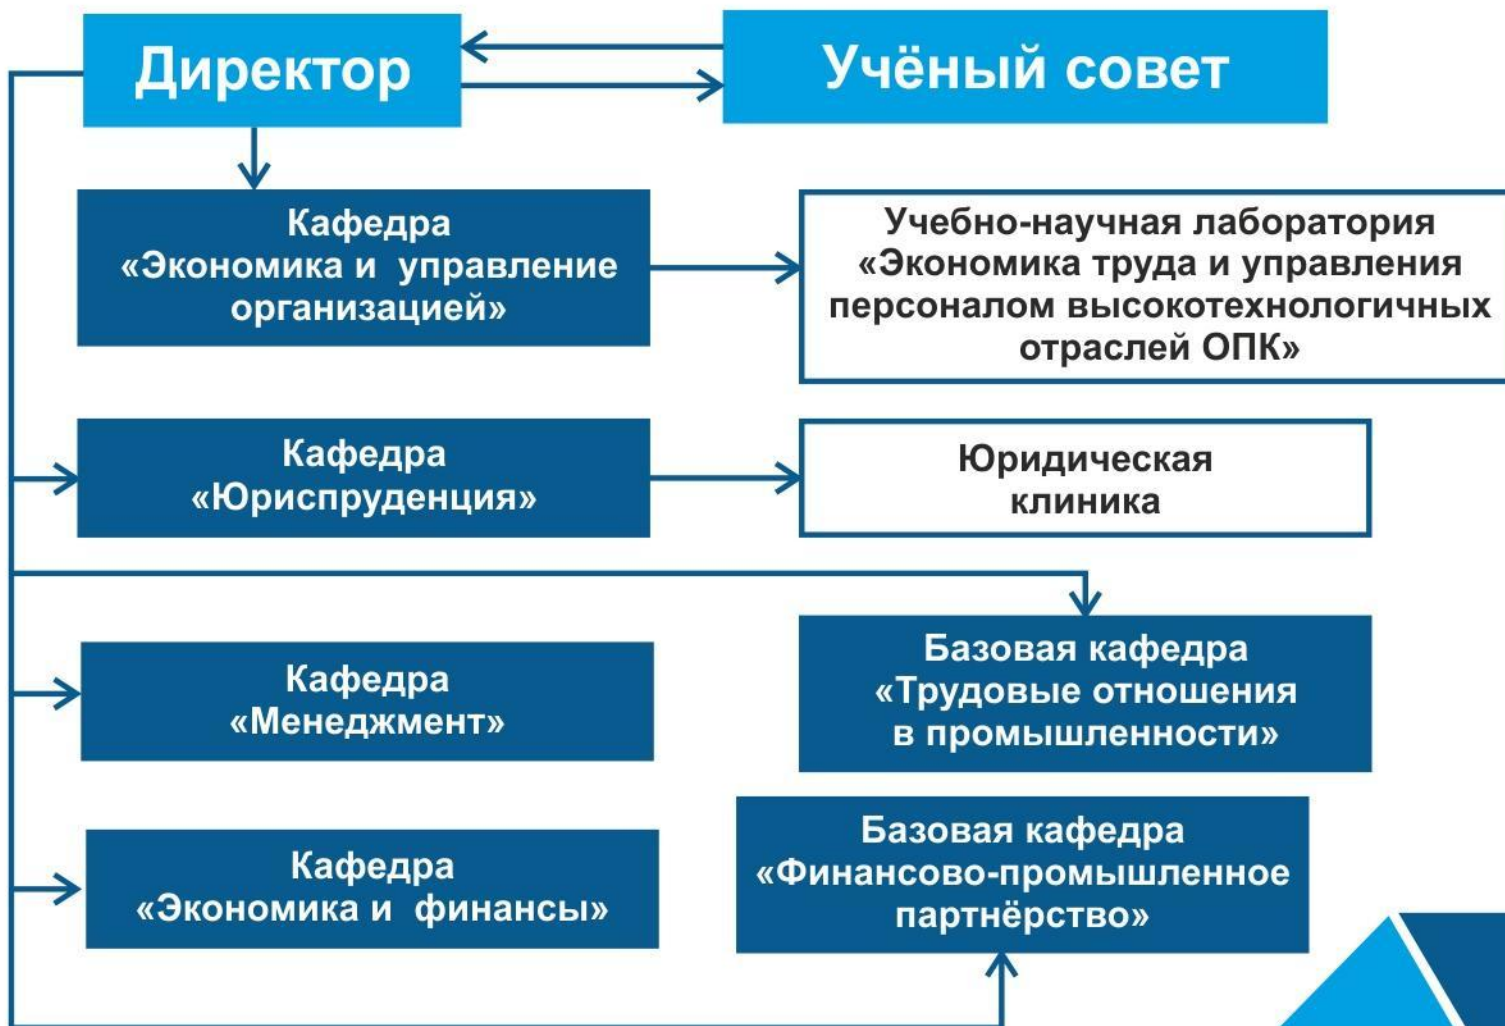 Директор
Учёный совет
Кафедра
«Экономика и управление
организацией»
Учебно-научная лаборатория
«Экономика труда и управления
персоналом высокотехнологичных
отраслей ОПК»
Кафедра
«Юриспруденция»
Юридическая
клиника
Кафедра
«Менеджмент»
Базовая кафедра
«Трудовые отношения
в промышленности»
Кафедра
«Экономика и финансы»
Базовая кафедра
«Финансово-промышленное
партнёрство»